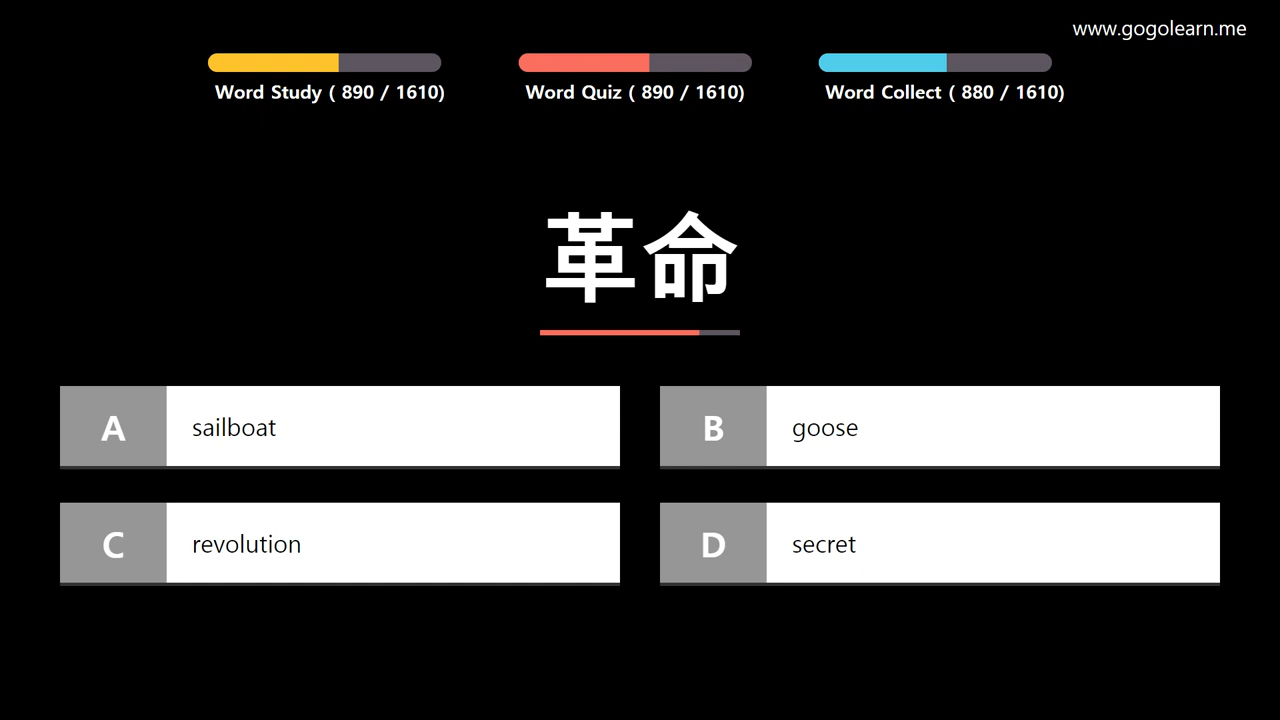 www.gogolearn.me
Word Study ( 890 / 1610)
Word Quiz ( 890 / 1610)
Word Collect ( 880 / 1610)
革命
A sailboat
B goose
C revolution
D secret